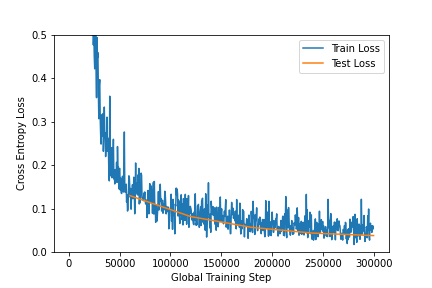 0.5
0.4
0.3
0.2
0.1
0.0
Cross Entropy Loss
Train Loss
Test Loss
0 50000 100000 150000 200000 250000 300000
Global Training Step